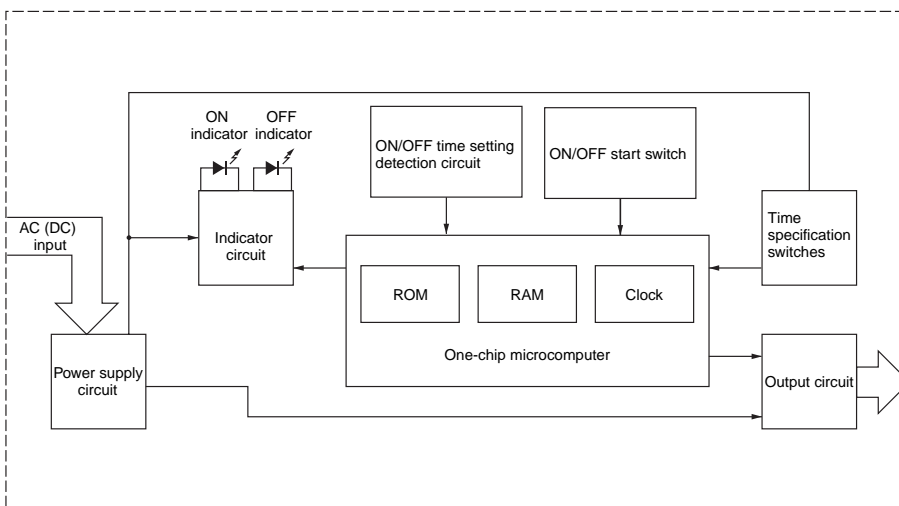 ON
indicator
OFF
indicator
ON/OFF time setting
detection circuit
ON/OFF start switch
AC (DC)
input
Indicator
circuit
Time
specification
switches
ROM
RAM
Clock
One-chip microcomputer
Power supply
circuit
Output circuit